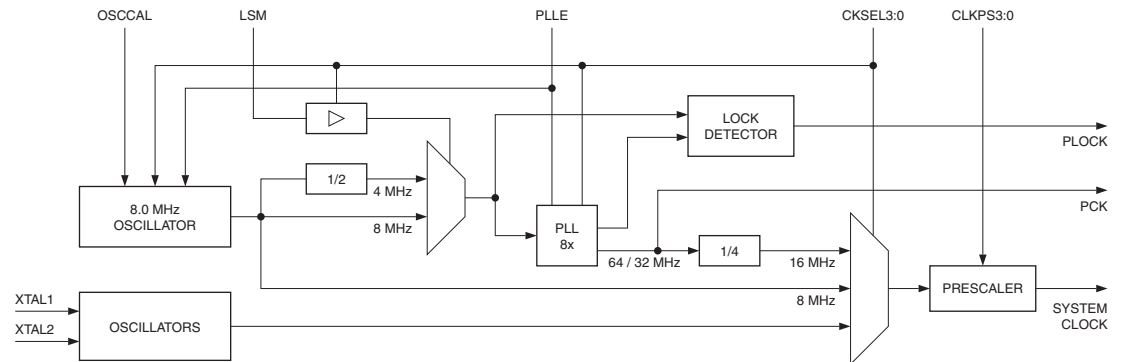 OSCCAL
LSM
PLLE
CKSEL3:0
CLKPS3:0
LOCK
DETECTOR
PLOCK
1/2
4 MHz
8.0 MHz
OSCILLATOR
8 MHz
PLL
8x
PCK
64 / 32 MHz
1/4
16 MHz
8 MHz
PRESCALER
SYSTEM
CLOCK
XTAL1
XTAL2
OSCILLATORS